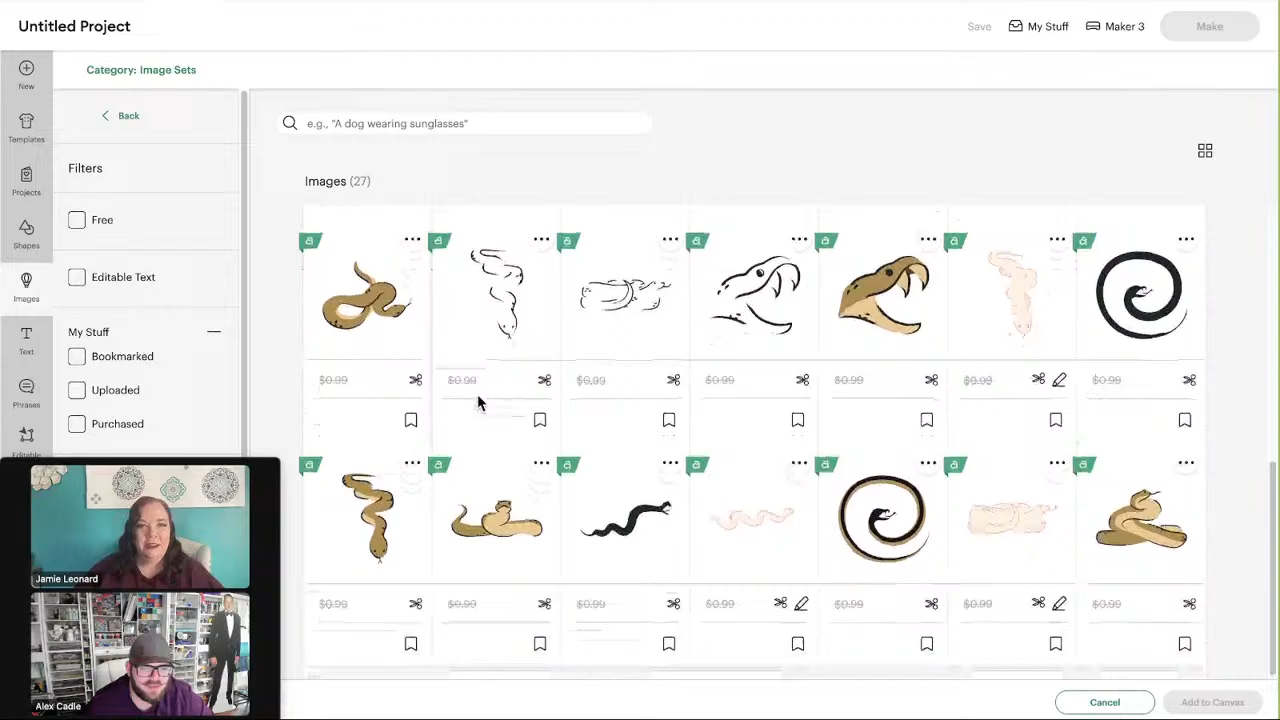 Untitled Project
Save
My Stuff
Maker 3
Make
New
Category: Image Sets
Templates
Back
e.g., "A dog wearing sunglasses"
Projects
Filters
Images (27)
Free
Shapes
a a a a a a a
Editable Text
Images
My Stuff
Text
Bookmarked
$0.99 $0.99 $0.99 $0.99 $0.99 $0.99 $0.99
Uploaded
Phrases
Purchased
Editable
a a a a a a a
Jamie Leonard
$0.99 $0.99 $0.99 $0.99 $0.99 $0.99 $0.99
Alex Cadle
Cancel
Add to Canvas